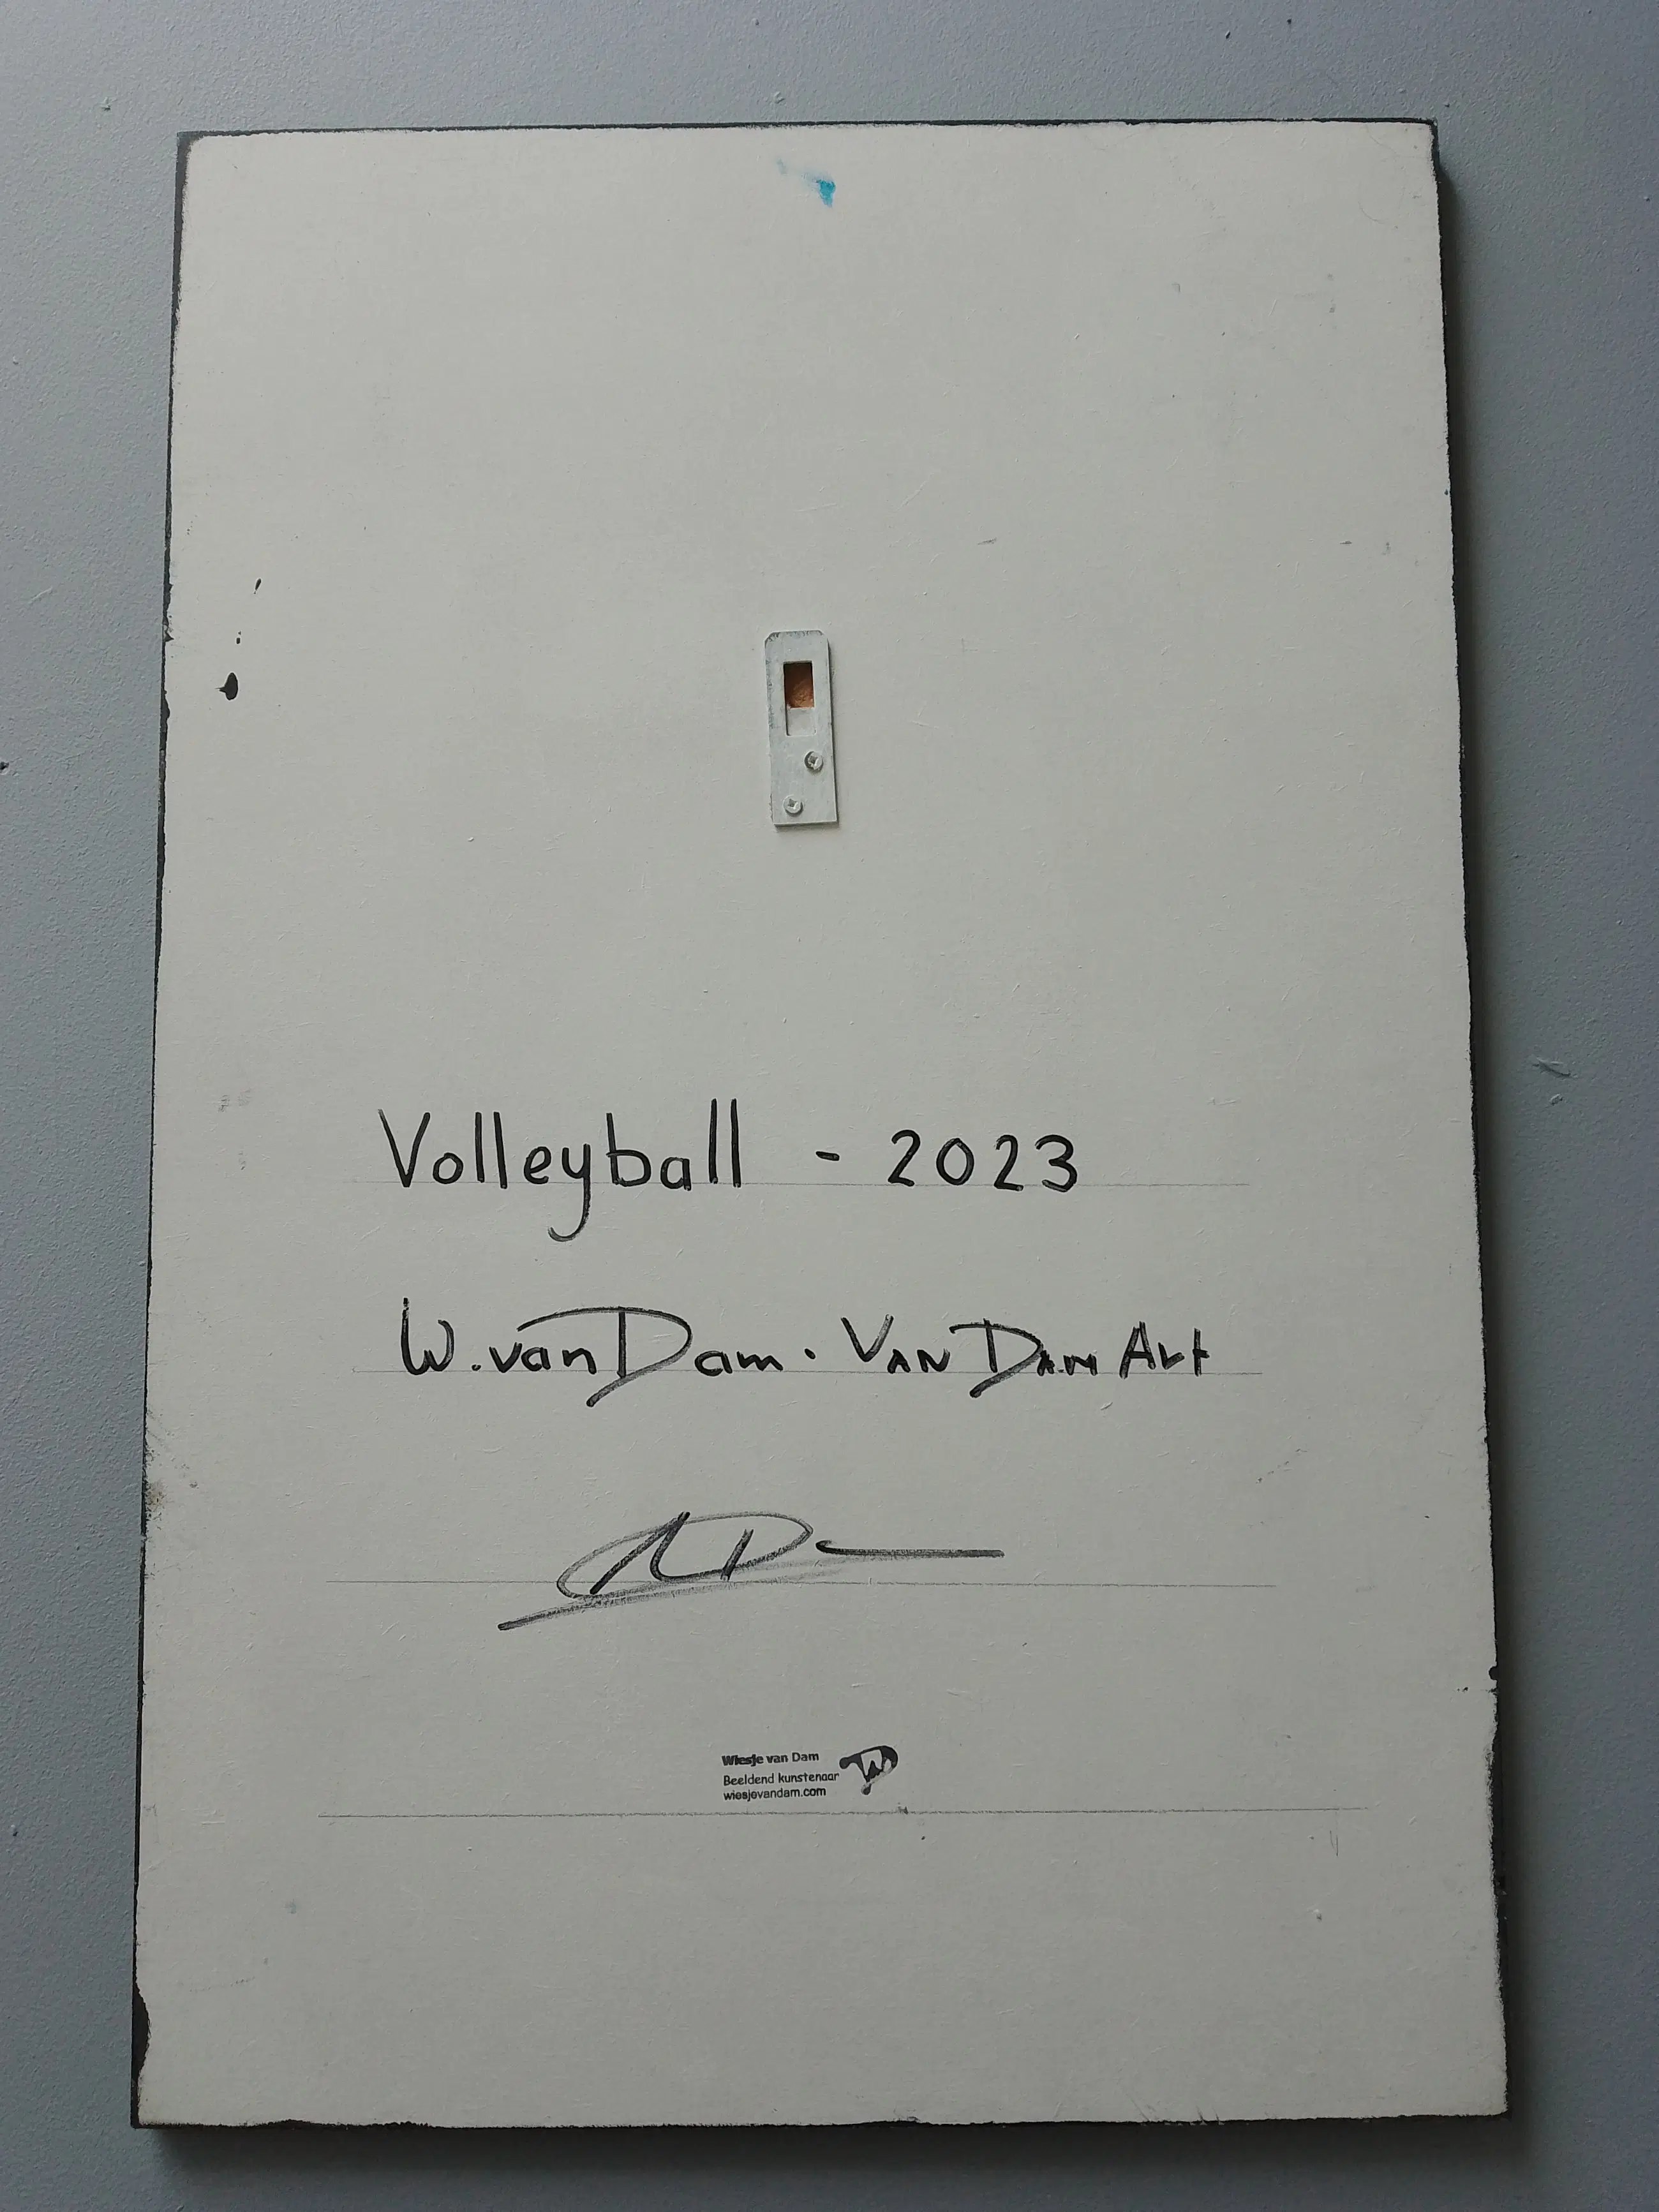 Volleyball - 2023
W. van Dam · VAN DAM Art
Wiesje van Dam
Beeldend kunstenaar
wiesjevandam.com